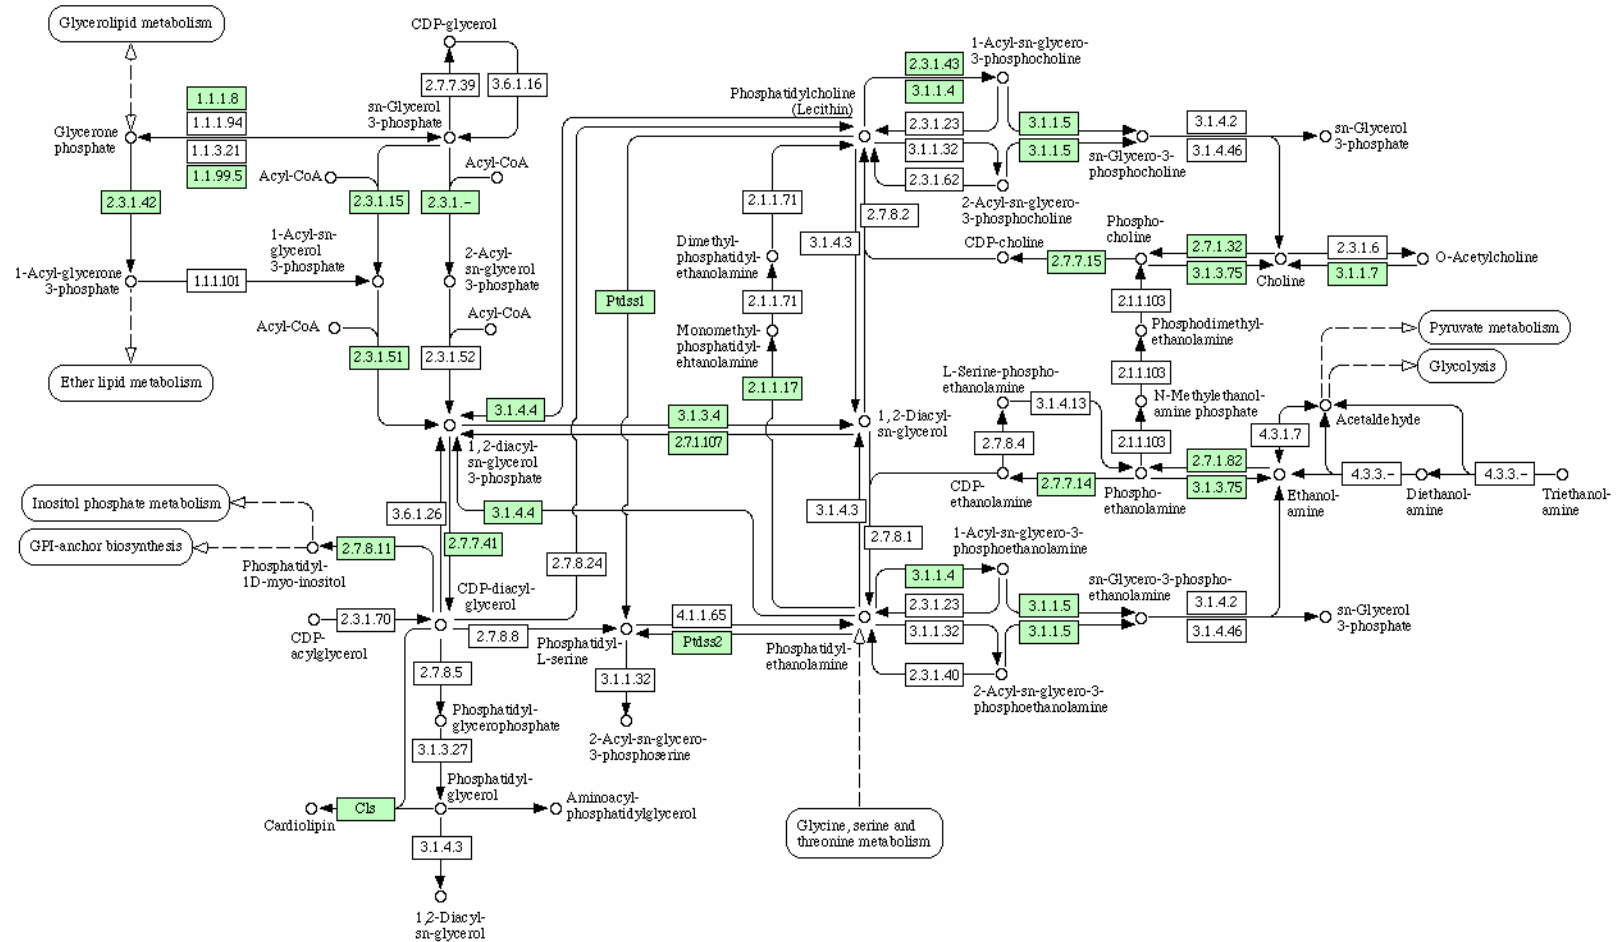 Glycerolipid metabolism
CDP-glycerol
2.7.7.39
3.6.1.16
1.1.1.8
1.1.1.94
1.1.3.21
1.1.99.5
sn-Glycerol
3-phosphate
Glycerone
phosphate
Acyl-CoA
Acyl-CoA
2.3.1.42
2.3.1.15
2.3.1.-
1-Acyl-sn-
glycerol
3-phosphate
2-Acyl-
sn-glycerol
3-phosphate
1-Acyl-glycerone
3-phosphate
1.1.1.101
Acyl-CoA
Acyl-CoA
2.3.1.51
2.3.1.52
Ether lipid metabolism
3.1.4.4
1,2-diacyl-
sn-glycerol
3-phosphate
3.1.3.4
2.7.1.107
1,2-Diacyl-
sn-glycerol
Phosphatidylcholine
(Lecithin)
2.3.1.43
3.1.1.4
1-Acyl-sn-glycero-
3-phosphocholine
2.3.1.23
3.1.1.32
2.3.1.62
3.1.1.5
3.1.1.5
sn-Glycero-3-
phosphocholine
3.1.4.2
3.1.4.46
sn-Glycerol
3-phosphate
2-Acyl-sn-glycero-
3-phosphocholine
2.1.1.71
2.7.8.2
3.1.4.3
Dimethyl-
phosphatidyl-
ethanolamine
CDP-choline
2.7.7.15
Phospho-
choline
2.7.1.32
3.1.3.75
Choline
2.3.1.6
3.1.1.7
O-Acetylcholine
Ptdss1
2.1.1.71
Monomethyl-
phosphatidyl-
ehtanolamine
2.1.1.17
2.1.1.103
Phosphodimethyl-
ethanolamine
2.1.1.103
N-Methylethanol-
amine phosphate
2.1.1.103
Pyruvate metabolism
Glycolysis
Acetaldehyde
L-Serine-phospho-
ethanolamine
3.1.4.13
2.7.8.4
4.3.1.7
CDP-
ethanolamine
2.7.7.14
Phospho-
ethanolamine
2.7.1.82
3.1.3.75
Ethanol-
amine
4.3.3.-
Diethanol-
amine
4.3.3.-
Triethanol-
amine
Inositol phosphate metabolism
GPI-anchor biosynthesis
Phosphatidyl-
1D-myo-inositol
2.7.8.11
3.6.1.26
3.1.4.4
2.7.7.41
2.7.8.24
3.1.4.3
2.7.8.1
CDP-diacyl-
glycerol
2.3.1.70
CDP-
acylglycerol
2.7.8.8
Phosphatidyl-
L-serine
4.1.1.65
Ptdss2
Phosphatidyl-
ethanolamine
1-Acyl-sn-glycero-3-
phosphoethanolamine
3.1.1.4
2.3.1.23
3.1.1.32
2.3.1.40
3.1.1.5
3.1.1.5
sn-Glycero-3-phospho-
ethanolamine
3.1.4.2
3.1.4.46
sn-Glycerol
3-phosphate
2-Acyl-sn-glycero-3-
phosphoethanolamine
2.7.8.5
3.1.1.32
Phosphatidyl-
glycerophosphate
2-Acyl-sn-glycero-
3-phosphoserine
3.1.3.27
Phosphatidyl-
glycerol
Cls
Cardiolipin
Aminoacyl-
phosphatidylglycerol
Glycine, serine and
threonine metabolism
3.1.4.3
1,2-Diacyl-
sn-glycerol